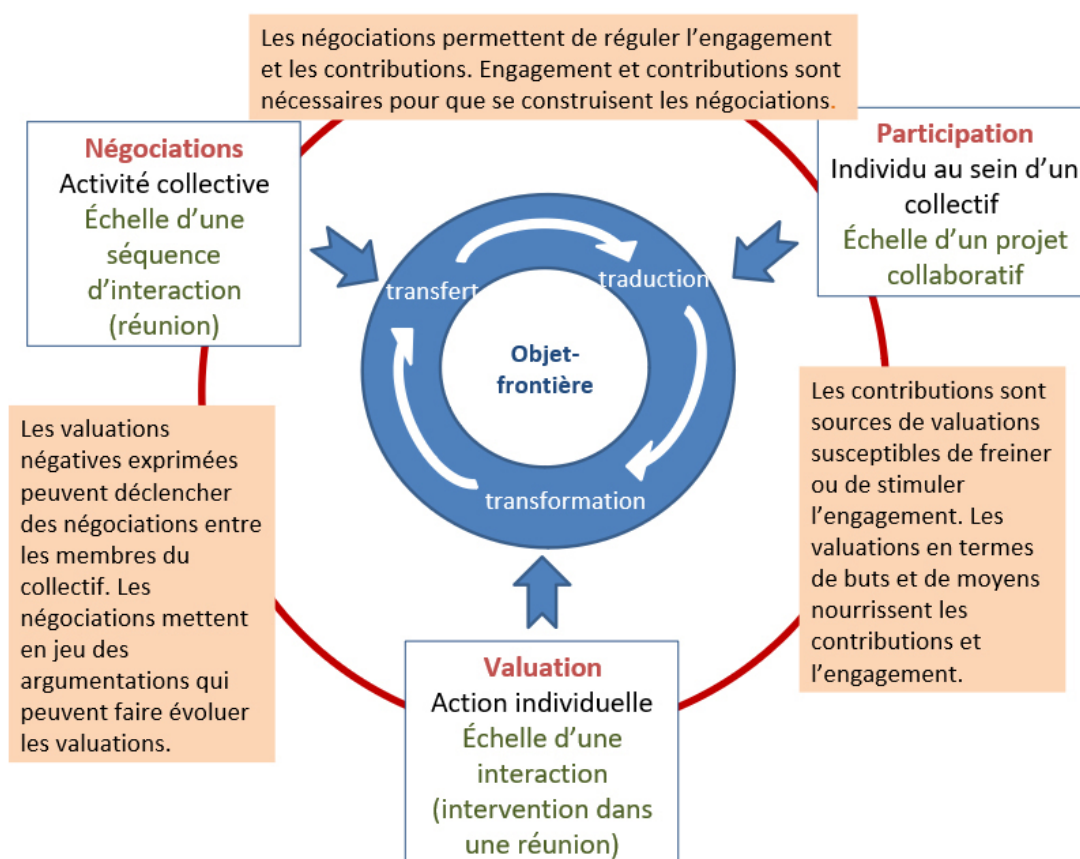 Les négociations permettent de réguler l’engagement
et les contributions. Engagement et contributions sont
nécessaires pour que se construisent les négociations.
Négociations
Activité collective
Échelle d’une
séquence
d’interaction
(réunion)
Participation
Individu au sein d’un
collectif
Échelle d’un projet
collaboratif
transfert
traduction
transformation
Objet-
frontière
Les valuations
négatives exprimées
peuvent déclencher
des négociations entre
les membres du
collectif. Les
négociations mettent
en jeu des
argumentations qui
peuvent faire évoluer
les valuations.
Les contributions sont
sources de valuations
susceptibles de freiner
ou de stimuler
l’engagement. Les
valuations en termes
de buts et de moyens
nourrissent les
contributions et
l’engagement.
Valuation
Action individuelle
Échelle d’une
interaction
(intervention dans
une réunion)